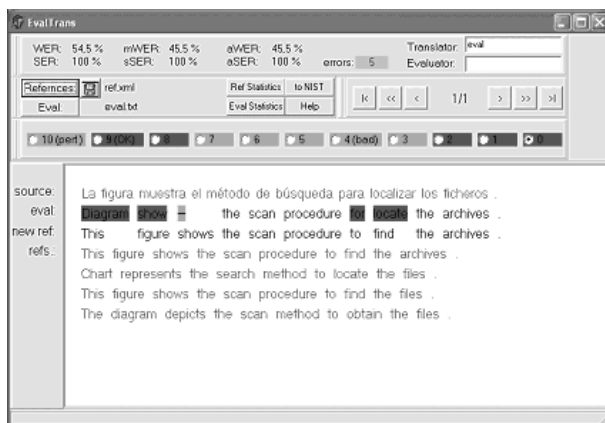 EvalTrans
WER: 54.5 % mWER: 45.5 % aWER: 45.5 % Translator: eval
SER: 100 % sSER: 100 % aSER: 100 % errors: 5 Evaluator:
Refernces: ref.xml Ref Statistics to NIST
Eval: eval.txt Eval Statistics Help
|< << < 1/1 > >> >|
10 (perf.) 9 (OK) 8 7 6 5 4 (bad) 3 2 1 0
source: La figura muestra el método de búsqueda para localizar los ficheros .
eval: Diagram show – the scan procedure for locate the archives .
new ref: This figure shows the scan procedure to find the archives .
refs.: This figure shows the scan procedure to find the archives .
Chart represents the search method to locate the files .
This figure shows the scan procedure to find the files .
The diagram depicts the scan method to obtain the files .